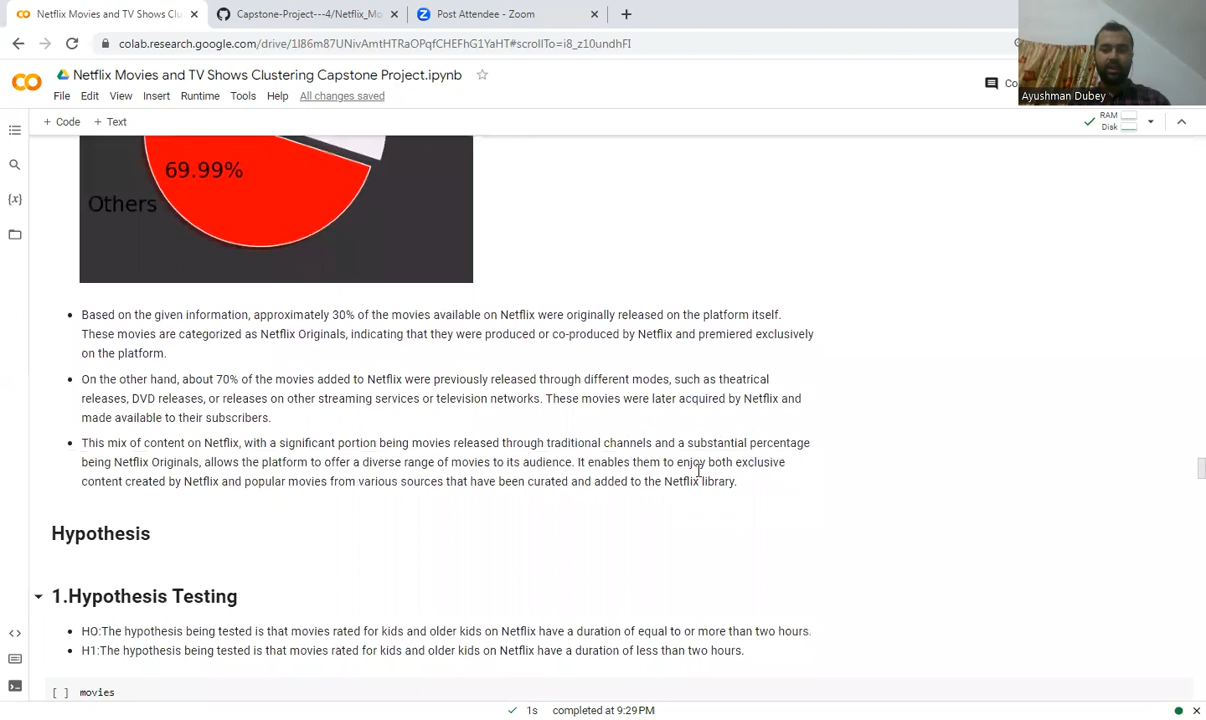 Netflix Movies and TV Shows Clu
Capstone-Project---4/Netflix_Mo
Post Attendee - Zoom
colab.research.google.com/drive/1l86m87UNivAmtHTRaOPqfCHEFhG1YaHT#scrollTo=i8_z10undhFI
Netflix Movies and TV Shows Clustering Capstone Project.ipynb
Co
File Edit View Insert Runtime Tools Help All changes saved
Ayushman Dubey
+ Code + Text
RAM
Disk
69.99%
Others
Based on the given information, approximately 30% of the movies available on Netflix were originally released on the platform itself.
These movies are categorized as Netflix Originals, indicating that they were produced or co-produced by Netflix and premiered exclusively
on the platform.
On the other hand, about 70% of the movies added to Netflix were previously released through different modes, such as theatrical
releases, DVD releases, or releases on other streaming services or television networks. These movies were later acquired by Netflix and
made available to their subscribers.
This mix of content on Netflix, with a significant portion being movies released through traditional channels and a substantial percentage
being Netflix Originals, allows the platform to offer a diverse range of movies to its audience. It enables them to enjoy both exclusive
content created by Netflix and popular movies from various sources that have been curated and added to the Netflix library.
Hypothesis
1.Hypothesis Testing
HO:The hypothesis being tested is that movies rated for kids and older kids on Netflix have a duration of equal to or more than two hours.
H1:The hypothesis being tested is that movies rated for kids and older kids on Netflix have a duration of less than two hours.
[ ] movies
1s completed at 9:29PM